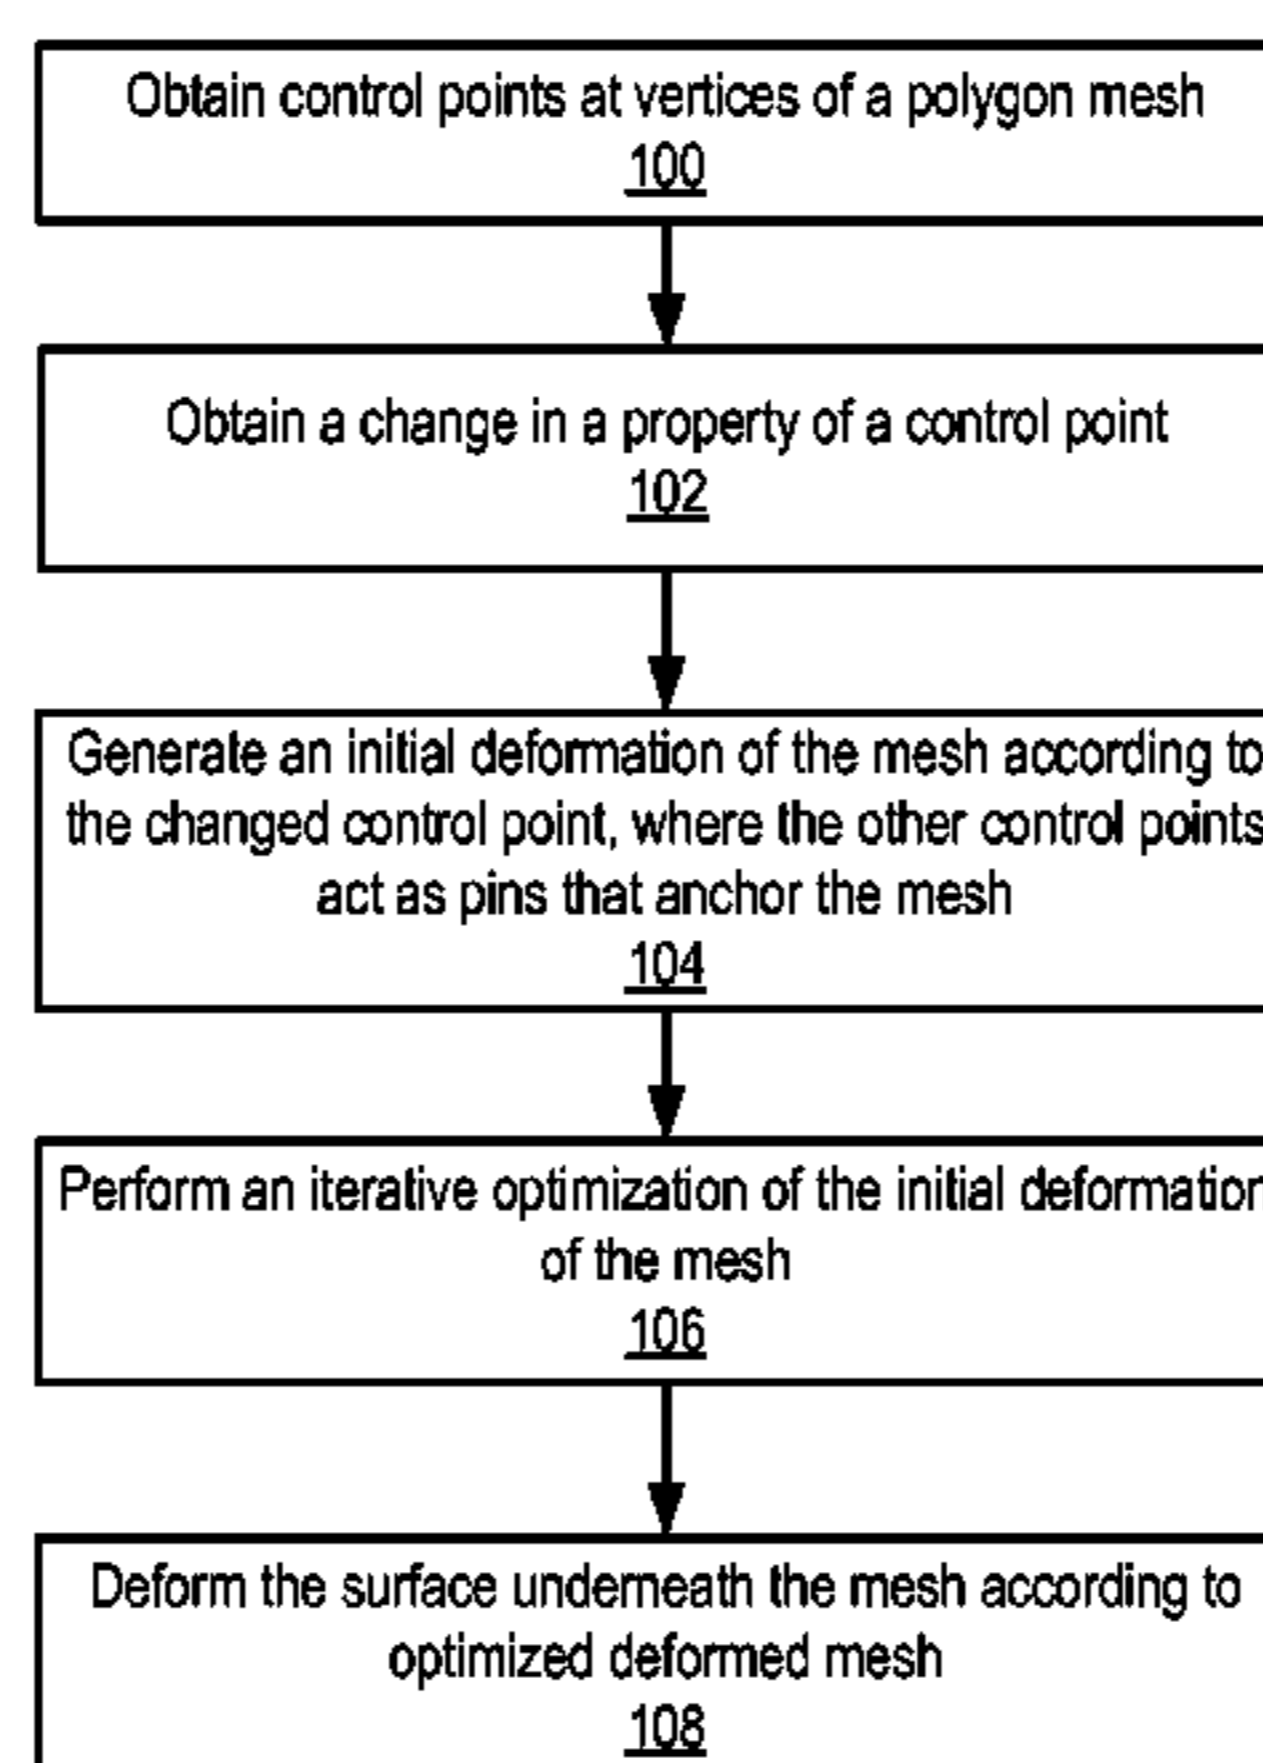 Obtain control points at vertices of a polygon mesh
100
Obtain a change in a property of a control point
102
Generate an initial deformation of the mesh according to
the changed control point, where the other control points
act as pins that anchor the mesh
104
Perform an iterative optimization of the initial deformation
of the mesh
106
Deform the surface underneath the mesh according to
optimized deformed mesh
108